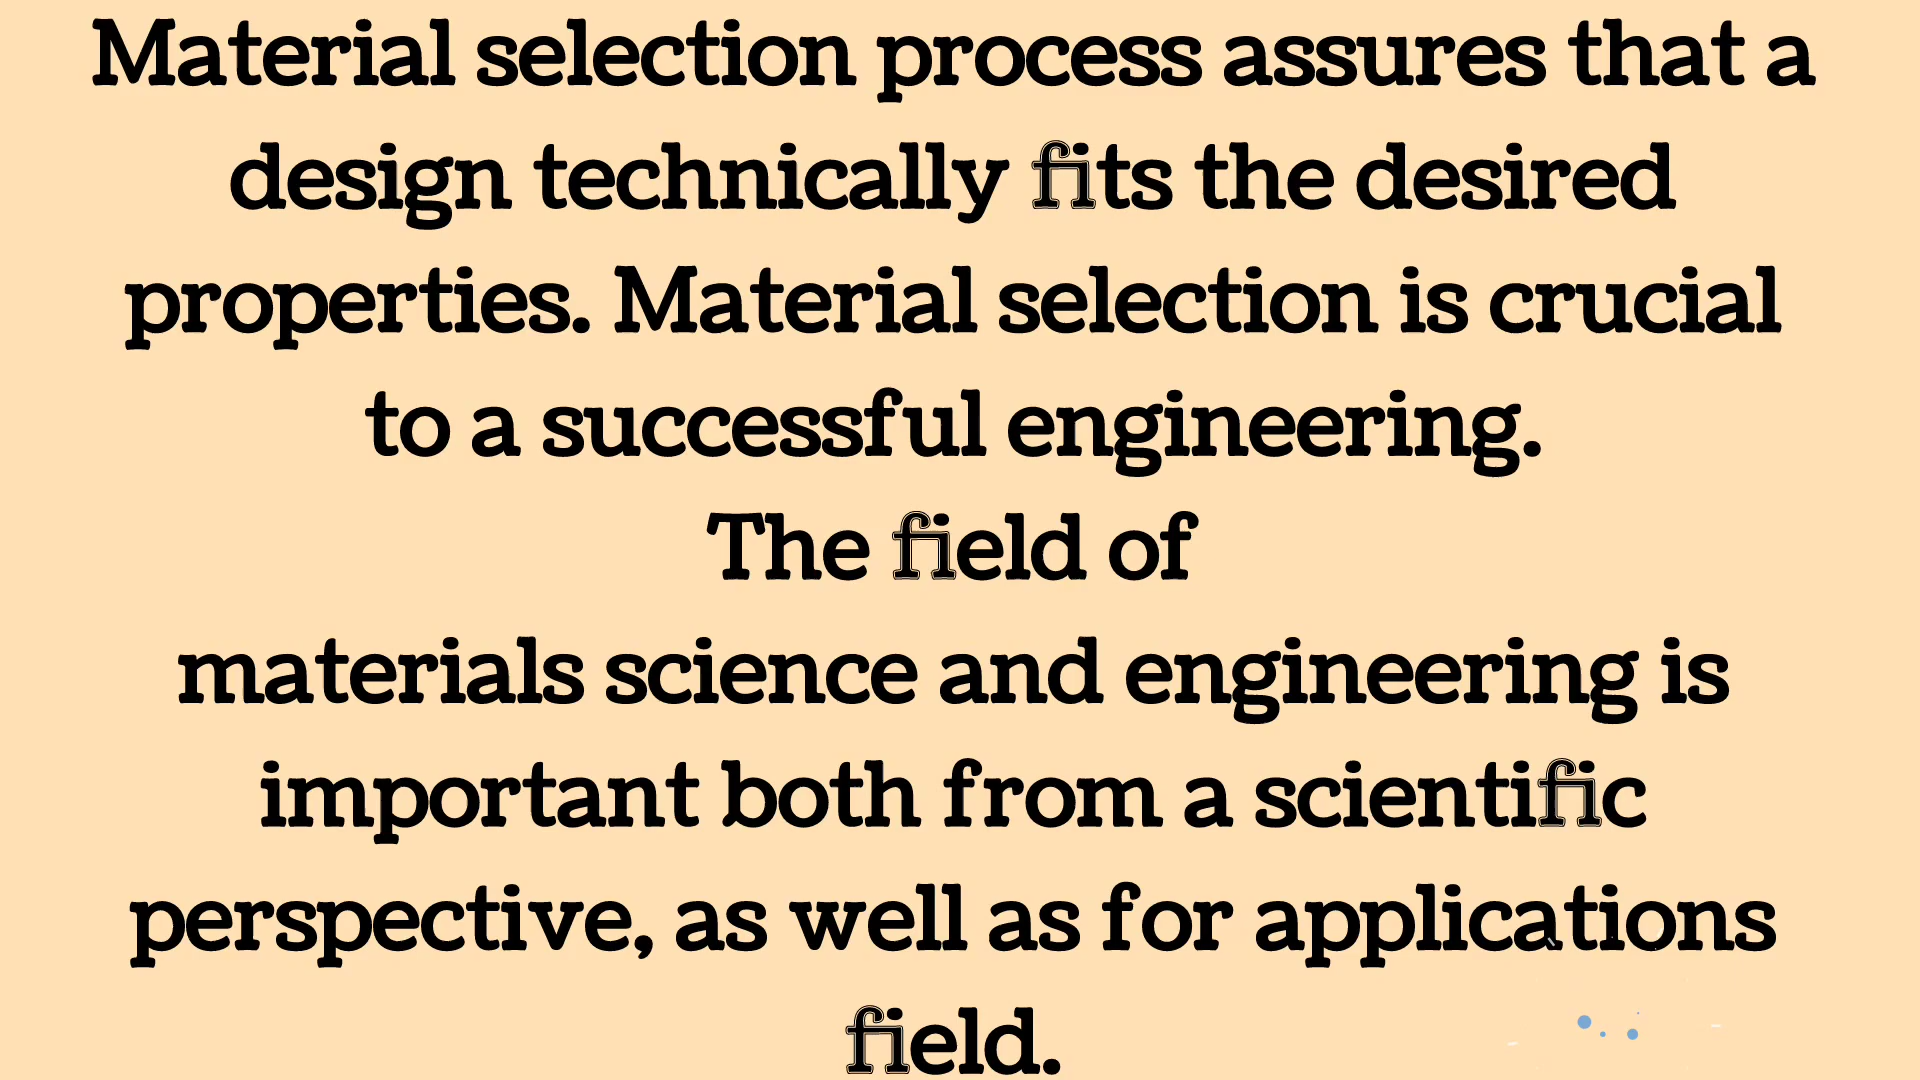 Material selection process assures that a
design technically fits the desired
properties. Material selection is crucial
to a successful engineering.
The field of
materials science and engineering is
important both from a scientific
perspective, as well as for applications
field.